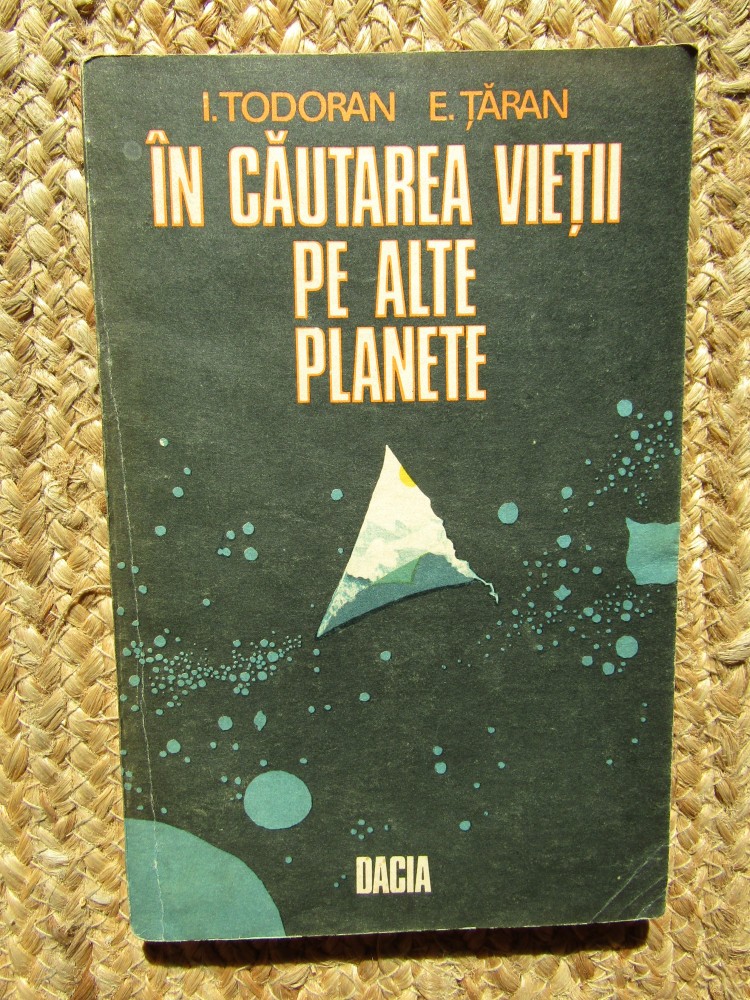 I. TODORAN E. ȚĂRAN
ÎN CĂUTAREA VIEȚII
PE ALTE
PLANETE
DACIA